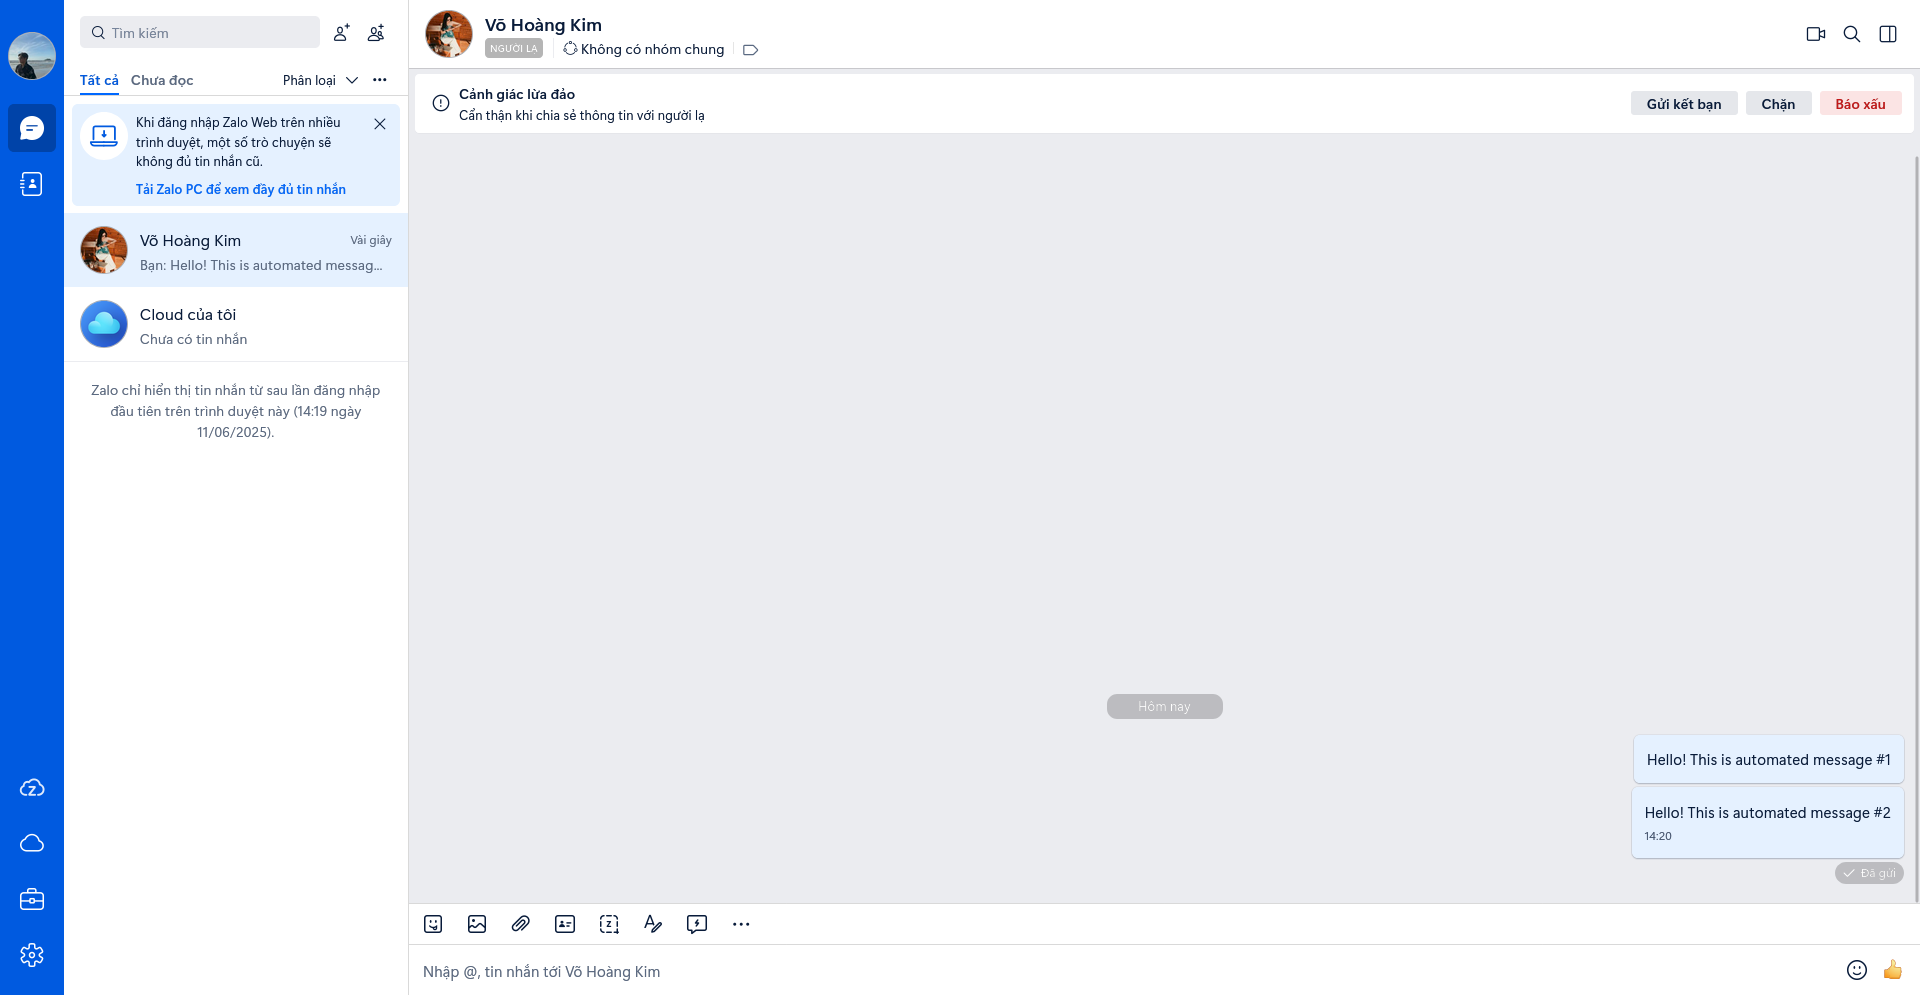 Tìm kiếm
Tất cả
Chưa đọc
Phân loại
Khi đăng nhập Zalo Web trên nhiều
trình duyệt, một số trò chuyện sẽ
không đủ tin nhắn cũ.
Tải Zalo PC để xem đầy đủ tin nhắn
Võ Hoàng Kim
Vài giây
Bạn: Hello! This is automated messag...
Cloud của tôi
Chưa có tin nhắn
Zalo chỉ hiển thị tin nhắn từ sau lần đăng nhập
đầu tiên trên trình duyệt này (14:19 ngày
11/06/2025).
Võ Hoàng Kim
NGƯỜI LẠ
Không có nhóm chung
Cảnh giác lừa đảo
Cẩn thận khi chia sẻ thông tin với người lạ
Gửi kết bạn
Chặn
Báo xấu
Hôm nay
Hello! This is automated message #1
Hello! This is automated message #2
14:20
Đã gửi
Nhập @, tin nhắn tới Võ Hoàng Kim